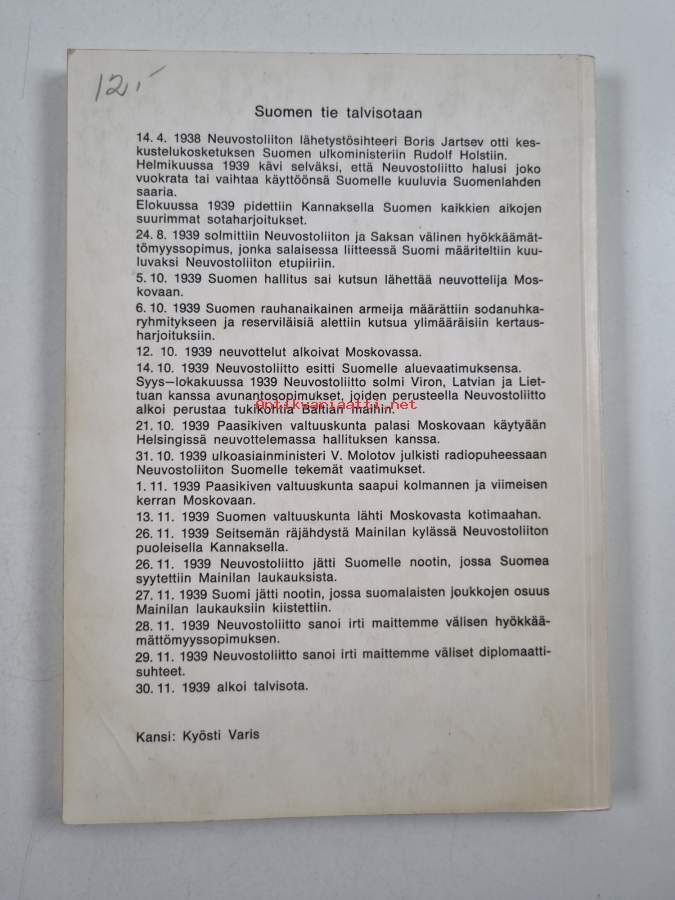 12,-
Suomen tie talvisotaan
14. 4. 1938 Neuvostoliiton lähetystösihteeri Boris Jartsev otti kes-
kustelukosketuksen Suomen ulkoministeriin Rudolf Holstiin.
Helmikuussa 1939 kävi selväksi, että Neuvostoliitto halusi joko
vuokrata tai vaihtaa käyttöönsä Suomelle kuuluvia Suomenlahden
saaria.
Elokuussa 1939 pidettiin Kannaksella Suomen kaikkien aikojen
suurimmat sotaharjoitukset.
24. 8. 1939 solmittiin Neuvostoliiton ja Saksan välinen hyökkäämät-
tömyyssopimus, jonka salaisessa liitteessä Suomi määriteltiin kuu-
luvaksi Neuvostoliiton etupiiriin.
5. 10. 1939 Suomen hallitus sai kutsun lähettää neuvottelija Mos-
kovaan.
6. 10. 1939 Suomen rauhanaikainen armeija määrättiin sodanuhka-
ryhmitykseen ja reserviläisiä alettiin kutsua ylimääräisiin kertaus-
harjoituksiin.
12. 10. 1939 neuvottelut alkoivat Moskovassa.
14. 10. 1939 Neuvostoliitto esitti Suomelle aluevaatimuksensa.
Syys—lokakuussa 1939 Neuvostoliitto solmi Viron, Latvian ja Liet-
tuan kanssa avunantosopimukset, joiden perusteella Neuvostoliitto
alkoi perustaa tukikohtia Baltian maihin.
Antikvariaatti.net
21. 10. 1939 Paasikiven valtuuskunta palasi Moskovaan käytyään
Helsingissä neuvottelemassa hallituksen kanssa.
31. 10. 1939 ulkoasiainministeri V. Molotov julkisti radiopuheessaan
Neuvostoliiton Suomelle tekemät vaatimukset.
1. 11. 1939 Paasikiven valtuuskunta saapui kolmannen ja viimeisen
kerran Moskovaan.
13. 11. 1939 Suomen valtuuskunta lähti Moskovasta kotimaahan.
26. 11. 1939 Seitsemän räjähdystä Mainilan kylässä Neuvostoliiton
puoleisella Kannaksella.
26. 11. 1939 Neuvostoliitto jätti Suomelle nootin, jossa Suomea
syytettiin Mainilan laukauksista.
27. 11. 1939 Suomi jätti nootin, jossa suomalaisten joukkojen osuus
Mainilan laukauksiin kiistettiin.
28. 11. 1939 Neuvostoliitto sanoi irti maittemme välisen hyökkää-
mättömyyssopimuksen.
29. 11. 1939 Neuvostoliitto sanoi irti maittemme väliset diplomaatti-
suhteet.
30. 11. 1939 alkoi talvisota.
Kansi: Kyösti Varis